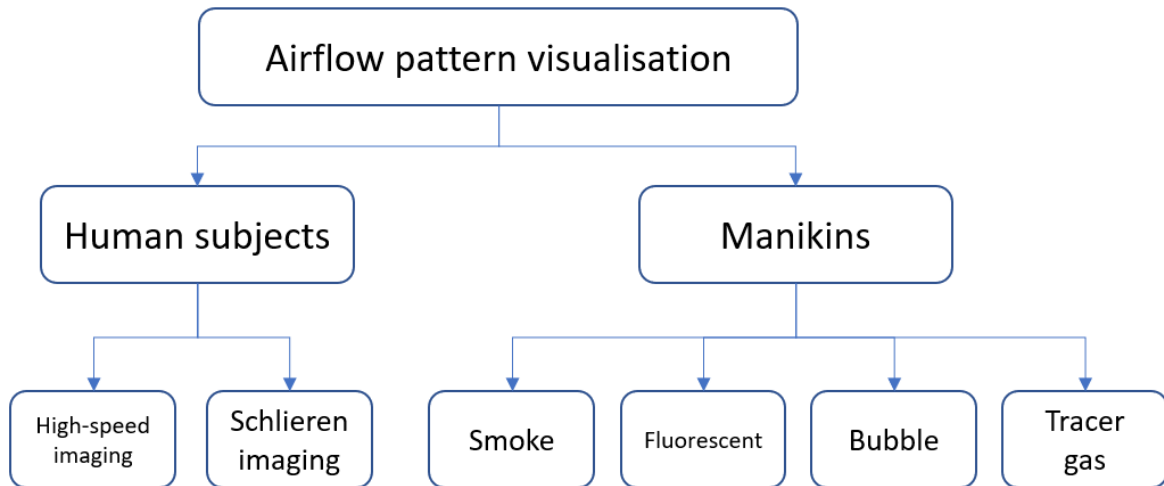 Airflow pattern visualisation
Human subjects
Manikins
High-speed
imaging
Schlieren
imaging
Smoke
Fluorescent
Bubble
Tracer
gas